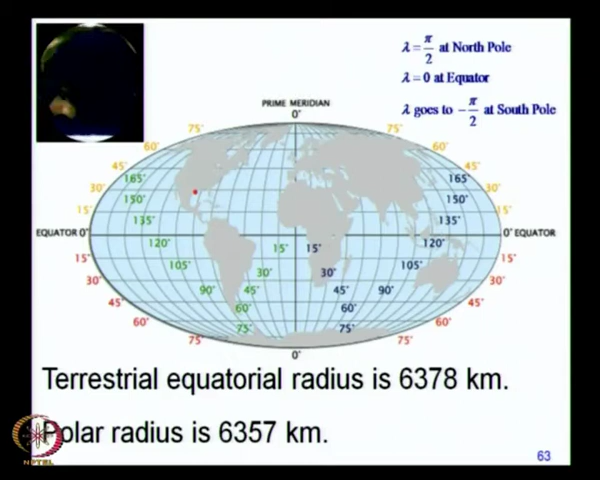 λ = π/2 at North Pole
λ = 0 at Equator
λ goes to − π/2 at South Pole
PRIME MERIDIAN
0°
75° 75°
60° 60°
45° 45°
165° 165°
30° 30°
150° 150°
15° 15°
135° 135°
EQUATOR 0° 0° EQUATOR
120° 15° 15° 120°
15° 105° 105° 15°
30° 30° 30° 30°
90° 45° 45° 90°
45° 60° 60° 45°
60° 75° 75° 60°
75° 75°
0°
Terrestrial equatorial radius is 6378 km.
Polar radius is 6357 km.
NPTEL
63